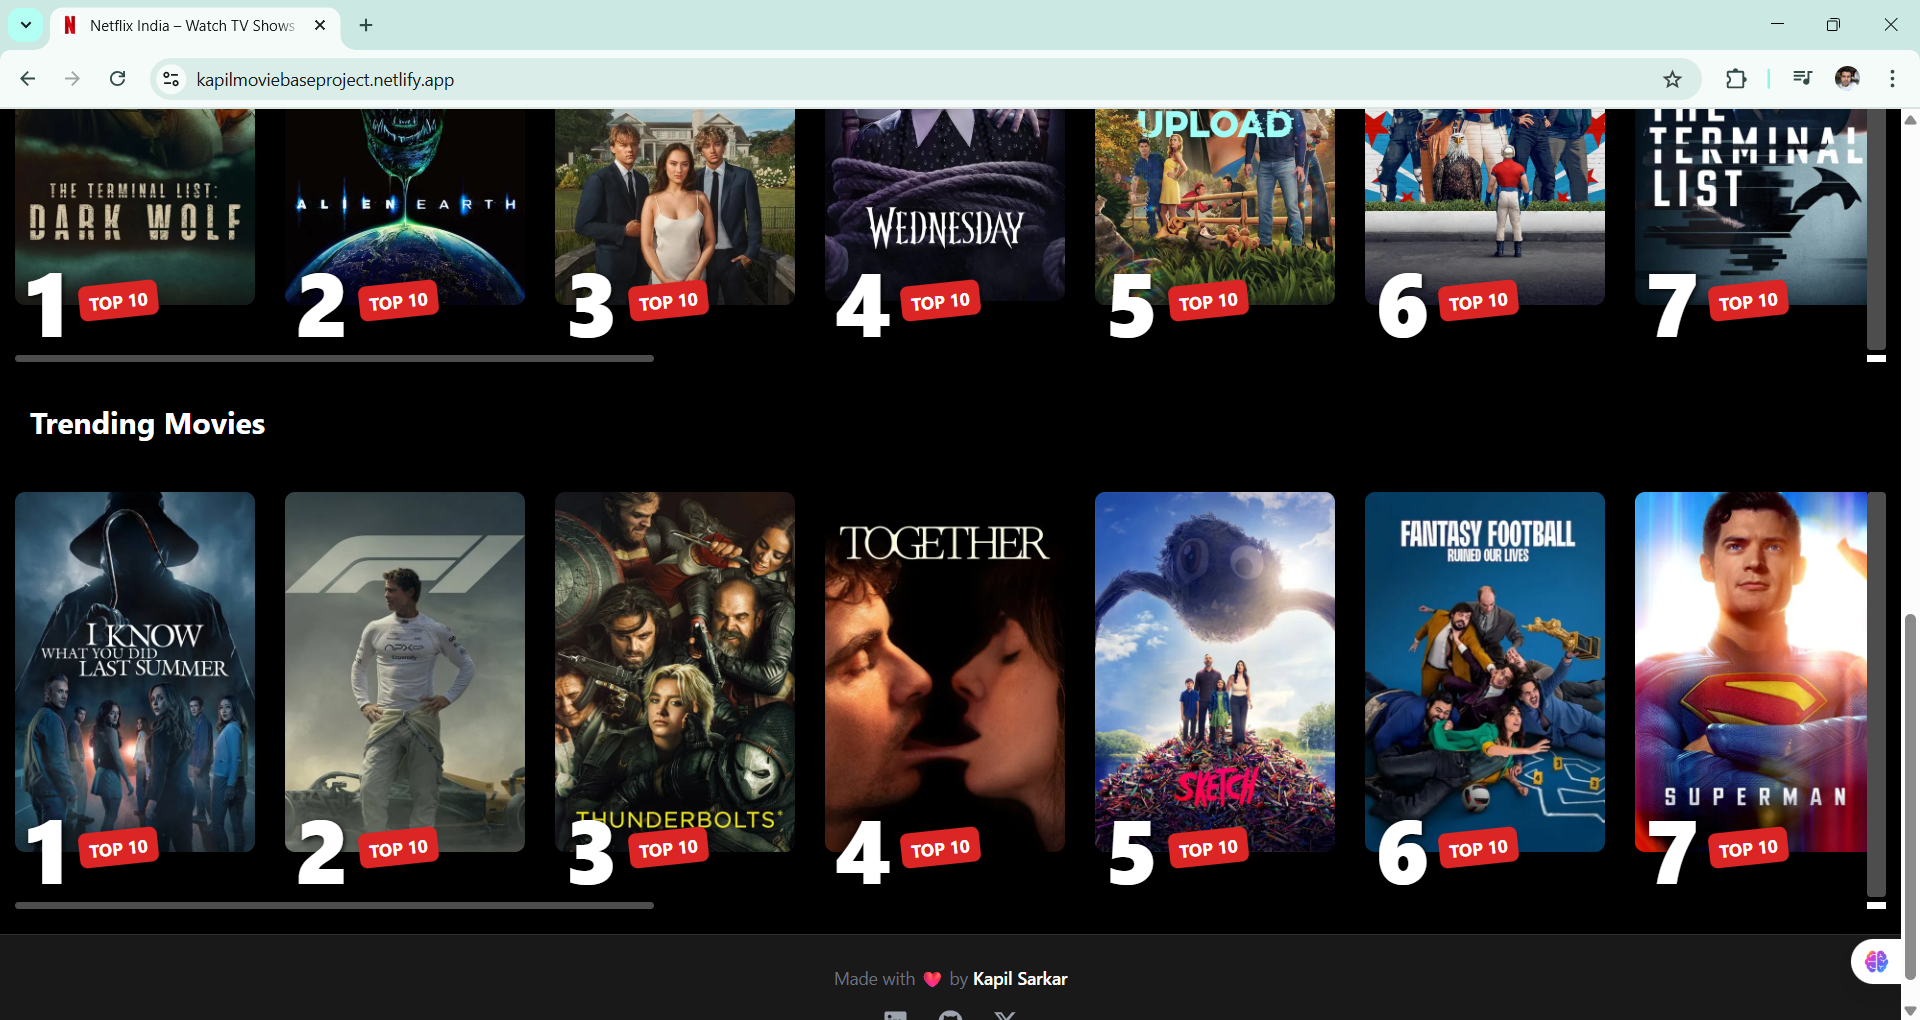 Netflix India – Watch TV Shows
kapilmoviebaseproject.netlify.app
THE TERMINAL LIST:
DARK WOLF
ALIEN EARTH
WEDNESDAY
UPLOAD
THE
TERMINAL
LIST
1 TOP 10
2 TOP 10
3 TOP 10
4 TOP 10
5 TOP 10
6 TOP 10
7 TOP 10
Trending Movies
I KNOW
WHAT YOU DID
LAST SUMMER
F1
THUNDERBOLTS*
TOGETHER
SKETCH
FANTASY FOOTBALL
RUINED OUR LIVES
SUPERMAN
1 TOP 10
2 TOP 10
3 TOP 10
4 TOP 10
5 TOP 10
6 TOP 10
7 TOP 10
Made with ❤️ by Kapil Sarkar